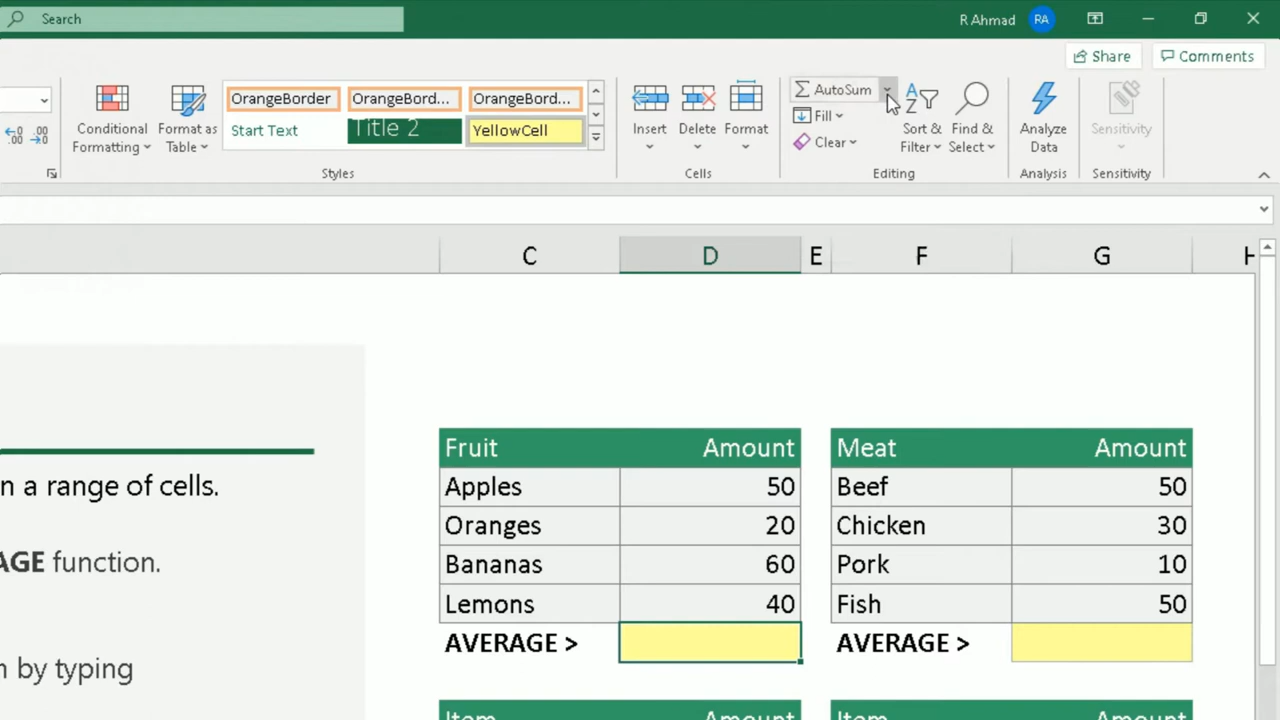 Search
R Ahmad RA
Share Comments
OrangeBorder OrangeBord... OrangeBord...
Start Text Title 2 YellowCell
Conditional Formatting
Format as Table
Insert Delete Format
AutoSum
Fill
Clear
Sort & Filter
Find & Select
Analyze Data
Sensitivity
Styles Cells Editing Analysis Sensitivity
C D E F G H
n a range of cells.
AGE function.
n by typing
Fruit Amount
Apples 50
Oranges 20
Bananas 60
Lemons 40
AVERAGE >
Meat Amount
Beef 50
Chicken 30
Pork 10
Fish 50
AVERAGE >
Item Amount
Item Amount